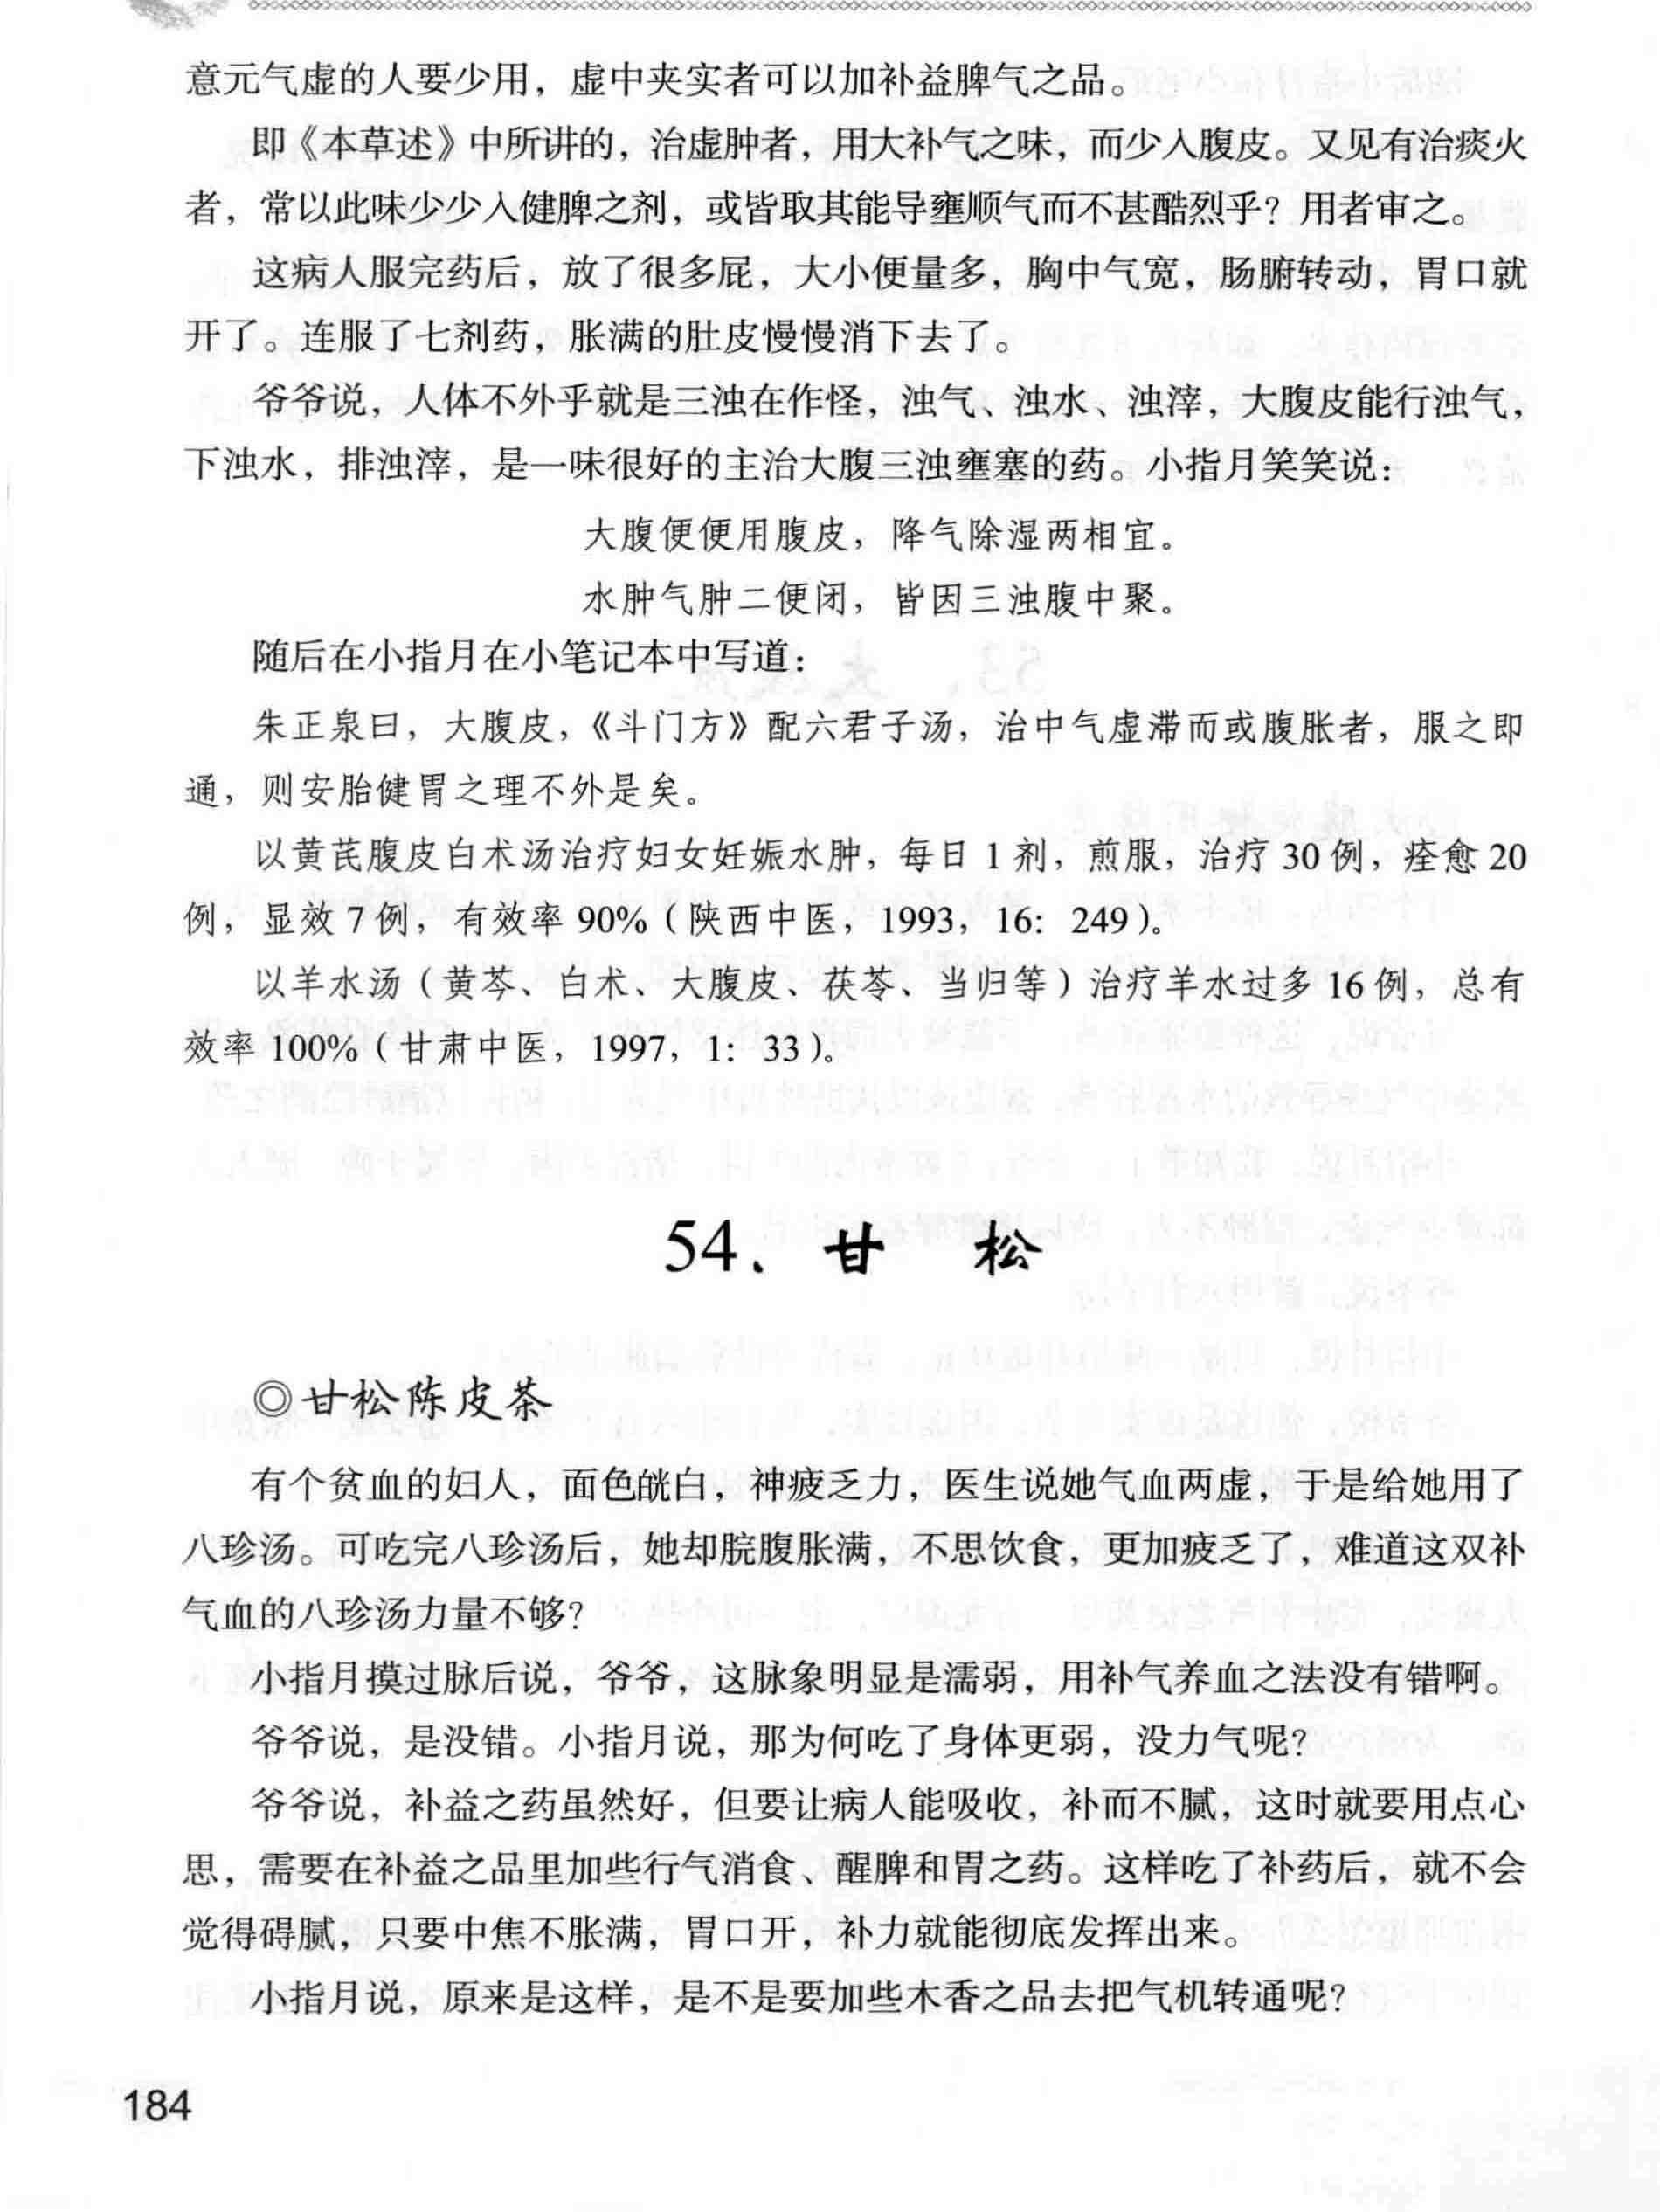 意元气虚的人要少用，虚中夹实者可以加补益脾气之品。
即《本草述》中所讲的，治虚肿者，用大补气之味，而少入腹皮。又见有治痰火
者，常以此味少少入健脾之剂，或皆取其能导壅顺气而不甚酷烈乎？用者审之。
这病人服完药后，放了很多屁，大小便量多，胸中气宽，肠腑转动，胃口就
开了。连服了七剂药，胀满的肚皮慢慢消下去了。
爷爷说，人体不外乎就是三浊在作怪，浊气、浊水、浊滓，大腹皮能行浊气，
下浊水，排浊滓，是一味很好的主治大腹三浊壅塞的药。小指月笑笑说：
大腹便便用腹皮，降气除湿两相宜。
水肿气肿二便闭，皆因三浊腹中聚。
随后在小指月在小笔记本中写道：
朱正泉曰，大腹皮，《斗门方》配六君子汤，治中气虚滞而或腹胀者，服之即
通，则安胎健胃之理不外是矣。
以黄芪腹皮白术汤治疗妇女妊娠水肿，每日 1 剂，煎服，治疗 30 例，痊愈 20
例，显效 7 例，有效率 90%（陕西中医，1993，16：249）。
以羊水汤（黄芩、白术、大腹皮、茯苓、当归等）治疗羊水过多 16 例，总有
效率 100%（甘肃中医，1997，1：33）。
54、甘 松
◎甘松陈皮茶
有个贫血的妇人，面色㿠白，神疲乏力，医生说她气血两虚，于是给她用了
八珍汤。可吃完八珍汤后，她却脘腹胀满，不思饮食，更加疲乏了，难道这双补
气血的八珍汤力量不够？
小指月摸过脉后说，爷爷，这脉象明显是濡弱，用补气养血之法没有错啊。
爷爷说，是没错。小指月说，那为何吃了身体更弱，没力气呢？
爷爷说，补益之药虽然好，但要让病人能吸收，补而不腻，这时就要用点心
思，需要在补益之品里加些行气消食、醒脾和胃之药。这样吃了补药后，就不会
觉得碍腻，只要中焦不胀满，胃口开，补力就能彻底发挥出来。
小指月说，原来是这样，是不是要加些木香之品去把气机转通呢？
184